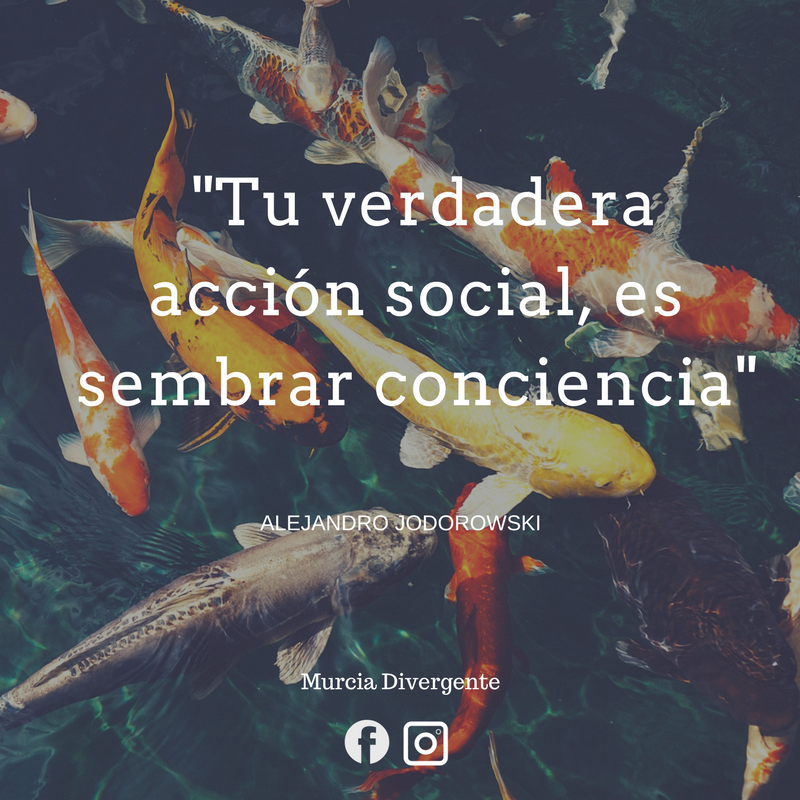 "Tu verdadera
acción social, es
sembrar conciencia"
ALEJANDRO JODOROWSKI
Murcia Divergente